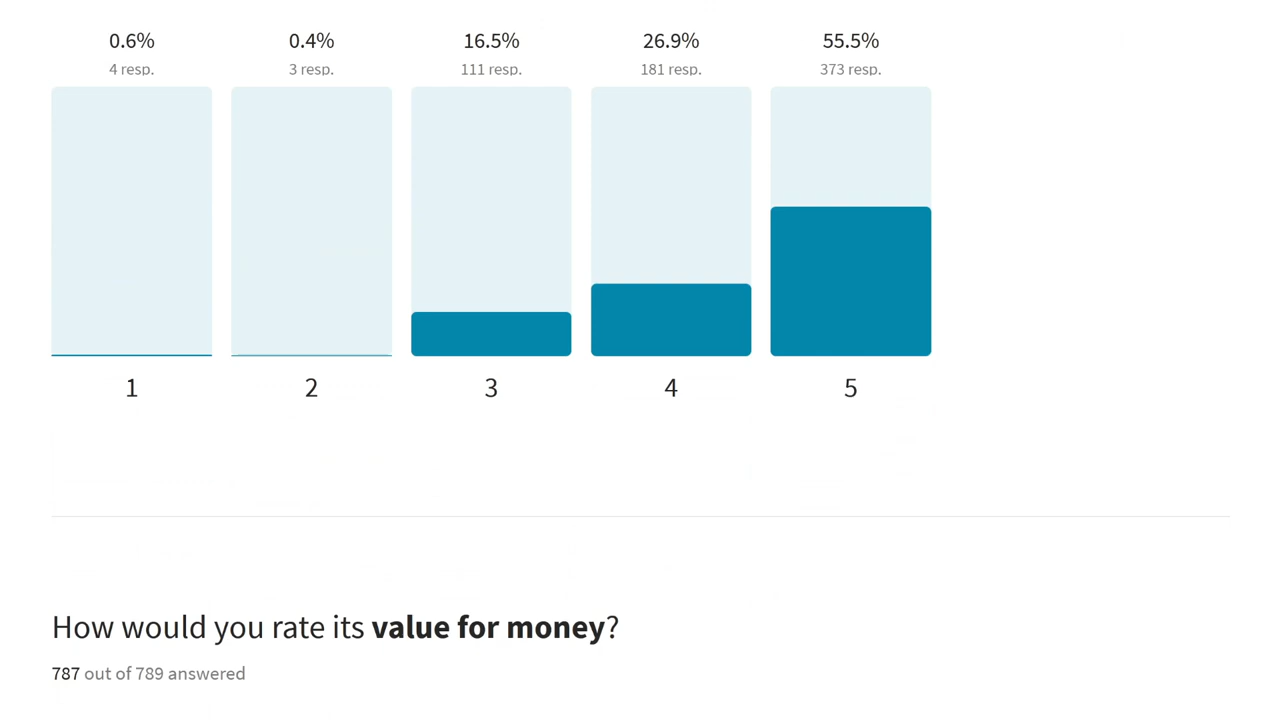 0.6% 0.4% 16.5% 26.9% 55.5%
4 resp. 3 resp. 111 resp. 181 resp. 373 resp.
1 2 3 4 5
How would you rate its value for money?
787 out of 789 answered